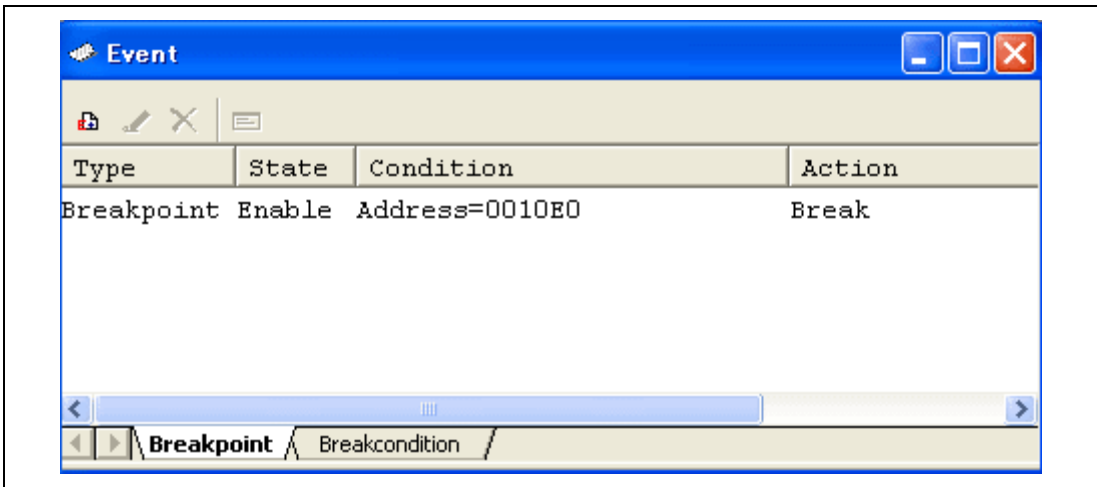 Event
Type State Condition Action
Breakpoint Enable Address=0010E0 Break
Breakpoint Breakcondition